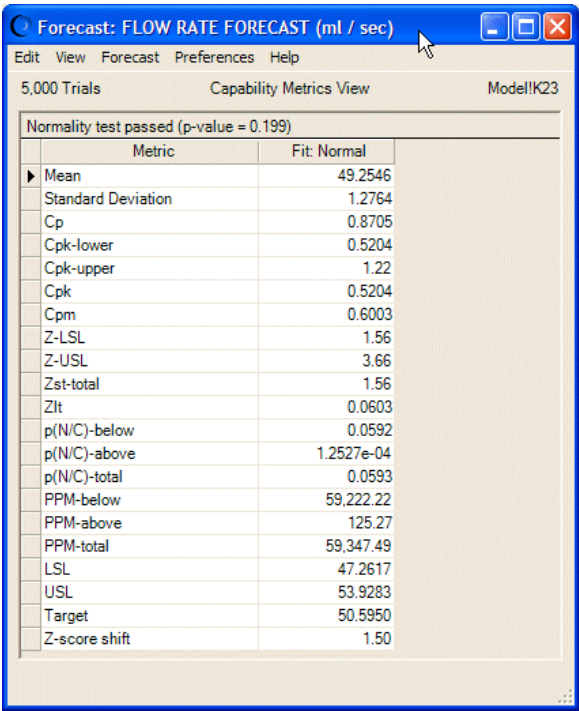 Forecast: FLOW RATE FORECAST (ml / sec)
Edit View Forecast Preferences Help
5,000 Trials Capability Metrics View Model!K23
Normality test passed (p-value = 0.199)
Metric Fit: Normal
Mean 49.2546
Standard Deviation 1.2764
Cp 0.8705
Cpk-lower 0.5204
Cpk-upper 1.22
Cpk 0.5204
Cpm 0.6003
Z-LSL 1.56
Z-USL 3.66
Zst-total 1.56
Zlt 0.0603
p(N/C)-below 0.0592
p(N/C)-above 1.2527e-04
p(N/C)-total 0.0593
PPM-below 59,222.22
PPM-above 125.27
PPM-total 59,347.49
LSL 47.2617
USL 53.9283
Target 50.5950
Z-score shift 1.50